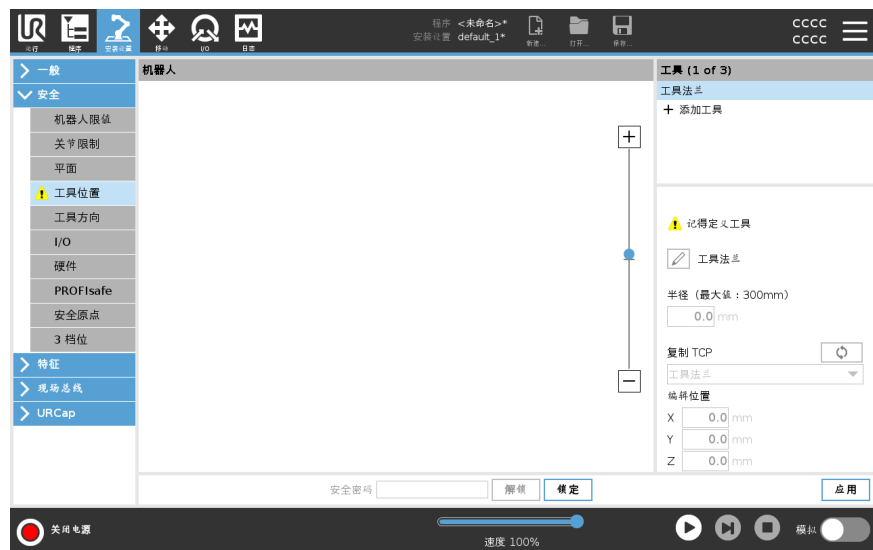 UR
运行
程序
安装设置
移动
I/O
日志
程序 <未命名>*
安装设置 default_1*
新建...
打开...
保存...
CCCC
CCCC
一般
安全
机器人限值
关节限制
平面
工具位置
工具方向
I/O
硬件
PROFIsafe
安全原点
3 档位
特征
现场总线
URCap
机器人
工具 (1 of 3)
工具法兰
添加工具
记得定义工具
工具法兰
半径（最大值：300mm）
0.0 mm
复制 TCP
工具法兰
编辑位置
X 0.0 mm
Y 0.0 mm
Z 0.0 mm
安全密码
解锁
锁定
应用
关闭电源
速度 100%
模拟